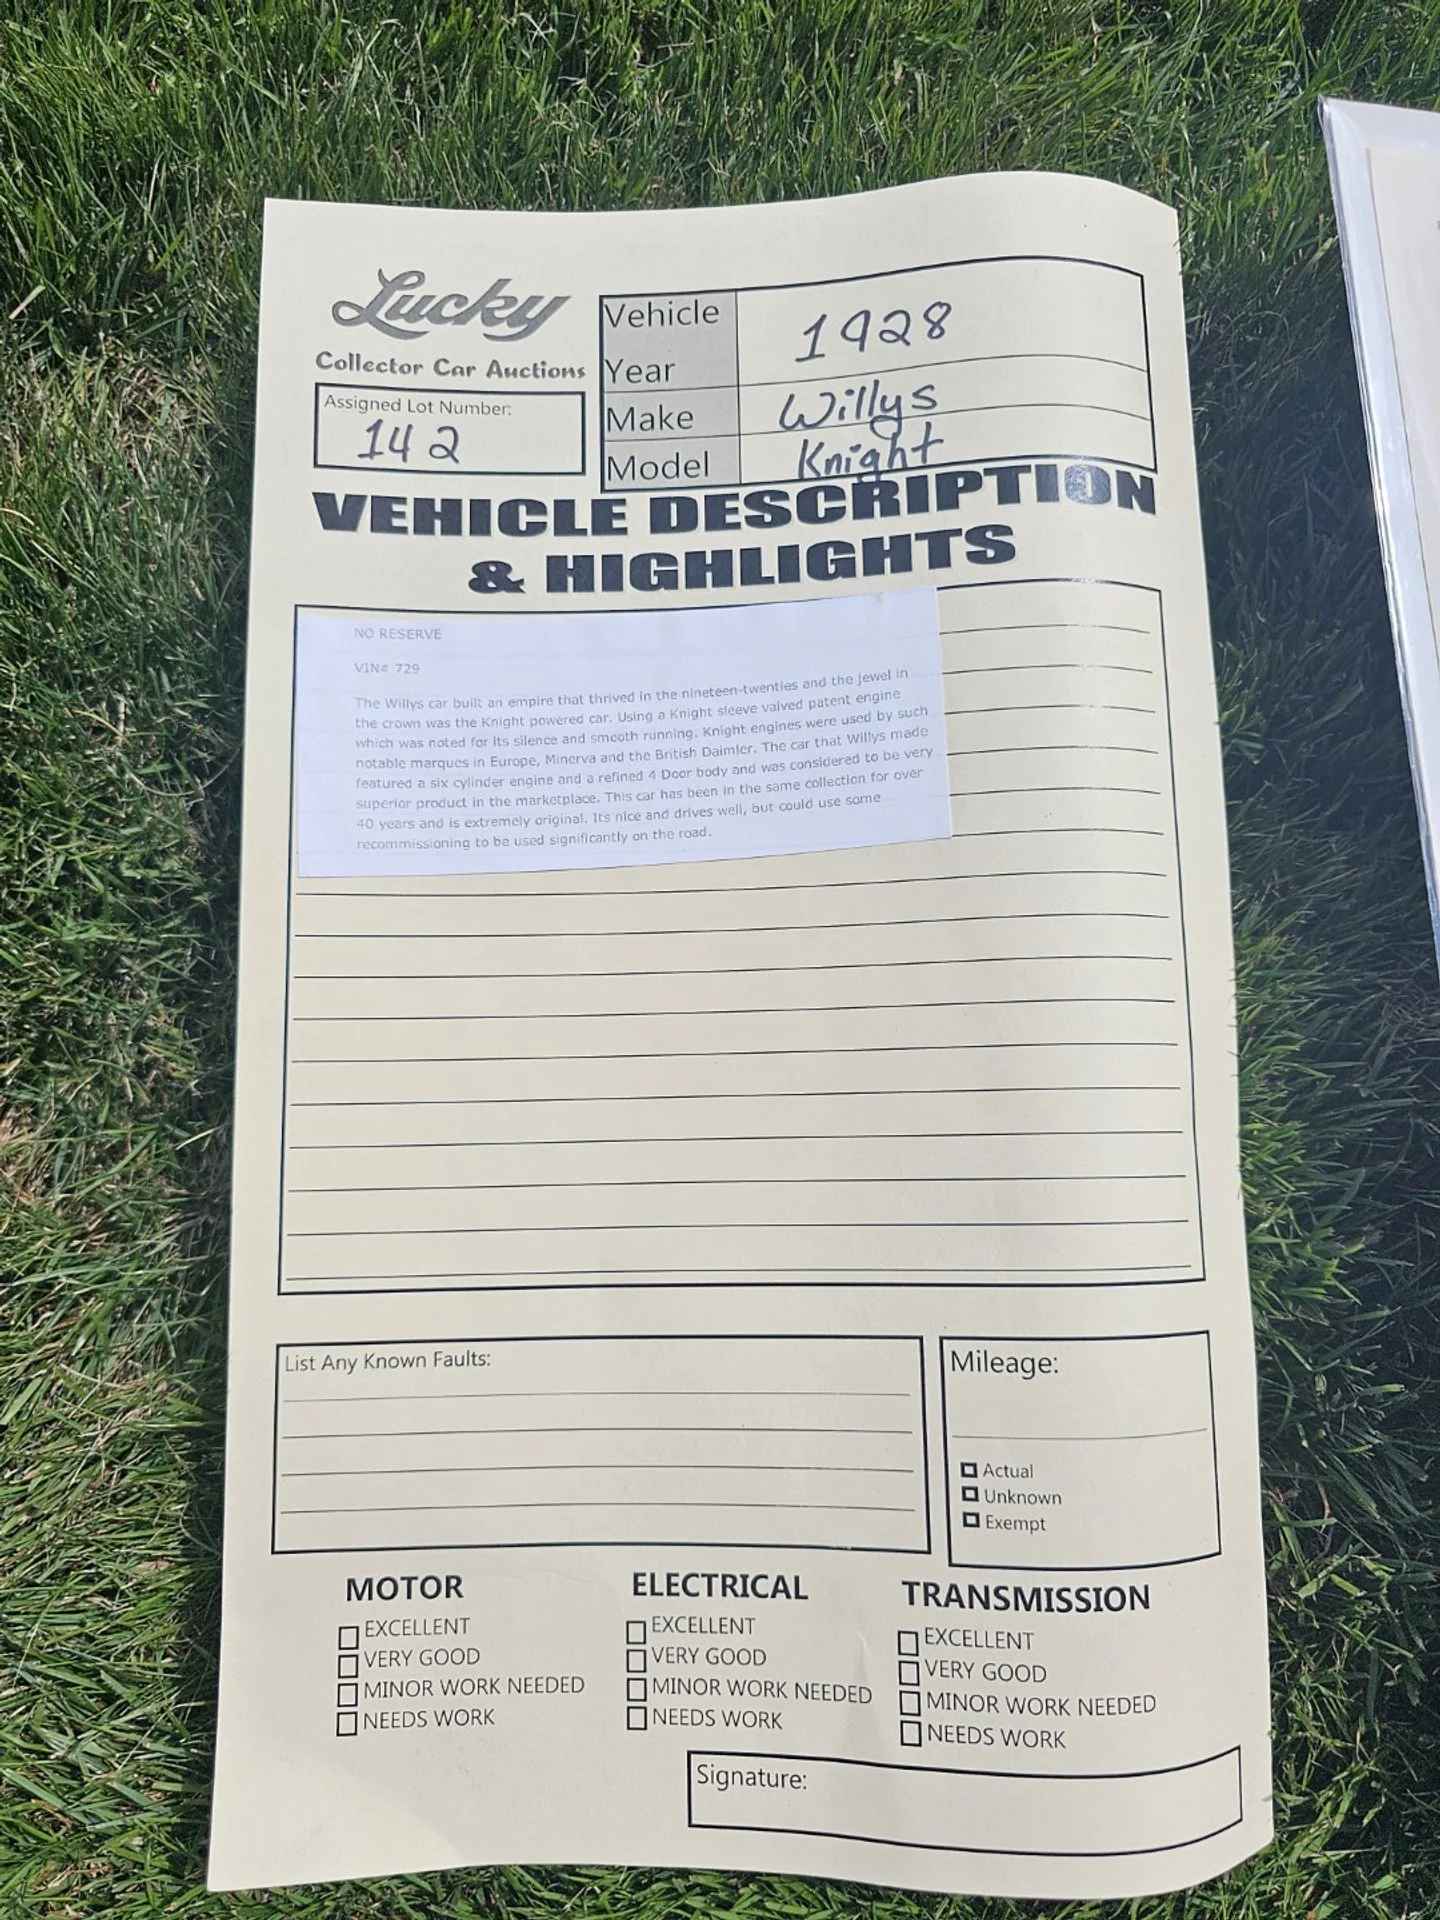 Lucky
Collector Car Auctions
Assigned Lot Number:
142
Vehicle
Year
1928
Make
Willys
Model
Knight
VEHICLE DESCRIPTION
& HIGHLIGHTS
NO RESERVE
VIN# 729
The Willys car built an empire that thrived in the nineteen-twenties and the jewel in
the crown was the Knight powered car. Using a Knight sleeve valved patent engine
which was noted for its silence and smooth running. Knight engines were used by such
notable marques in Europe, Minerva and the British Daimler. The car that Willys made
featured a six cylinder engine and a refined 4 Door body and was considered to be very
superior product in the marketplace. This car has been in the same collection for over
40 years and is extremely original. Its nice and drives well, but could use some
recommissioning to be used significantly on the road.
List Any Known Faults:
Mileage:
Actual
Unknown
Exempt
MOTOR
EXCELLENT
VERY GOOD
MINOR WORK NEEDED
NEEDS WORK
ELECTRICAL
EXCELLENT
VERY GOOD
MINOR WORK NEEDED
NEEDS WORK
TRANSMISSION
EXCELLENT
VERY GOOD
MINOR WORK NEEDED
NEEDS WORK
Signature: